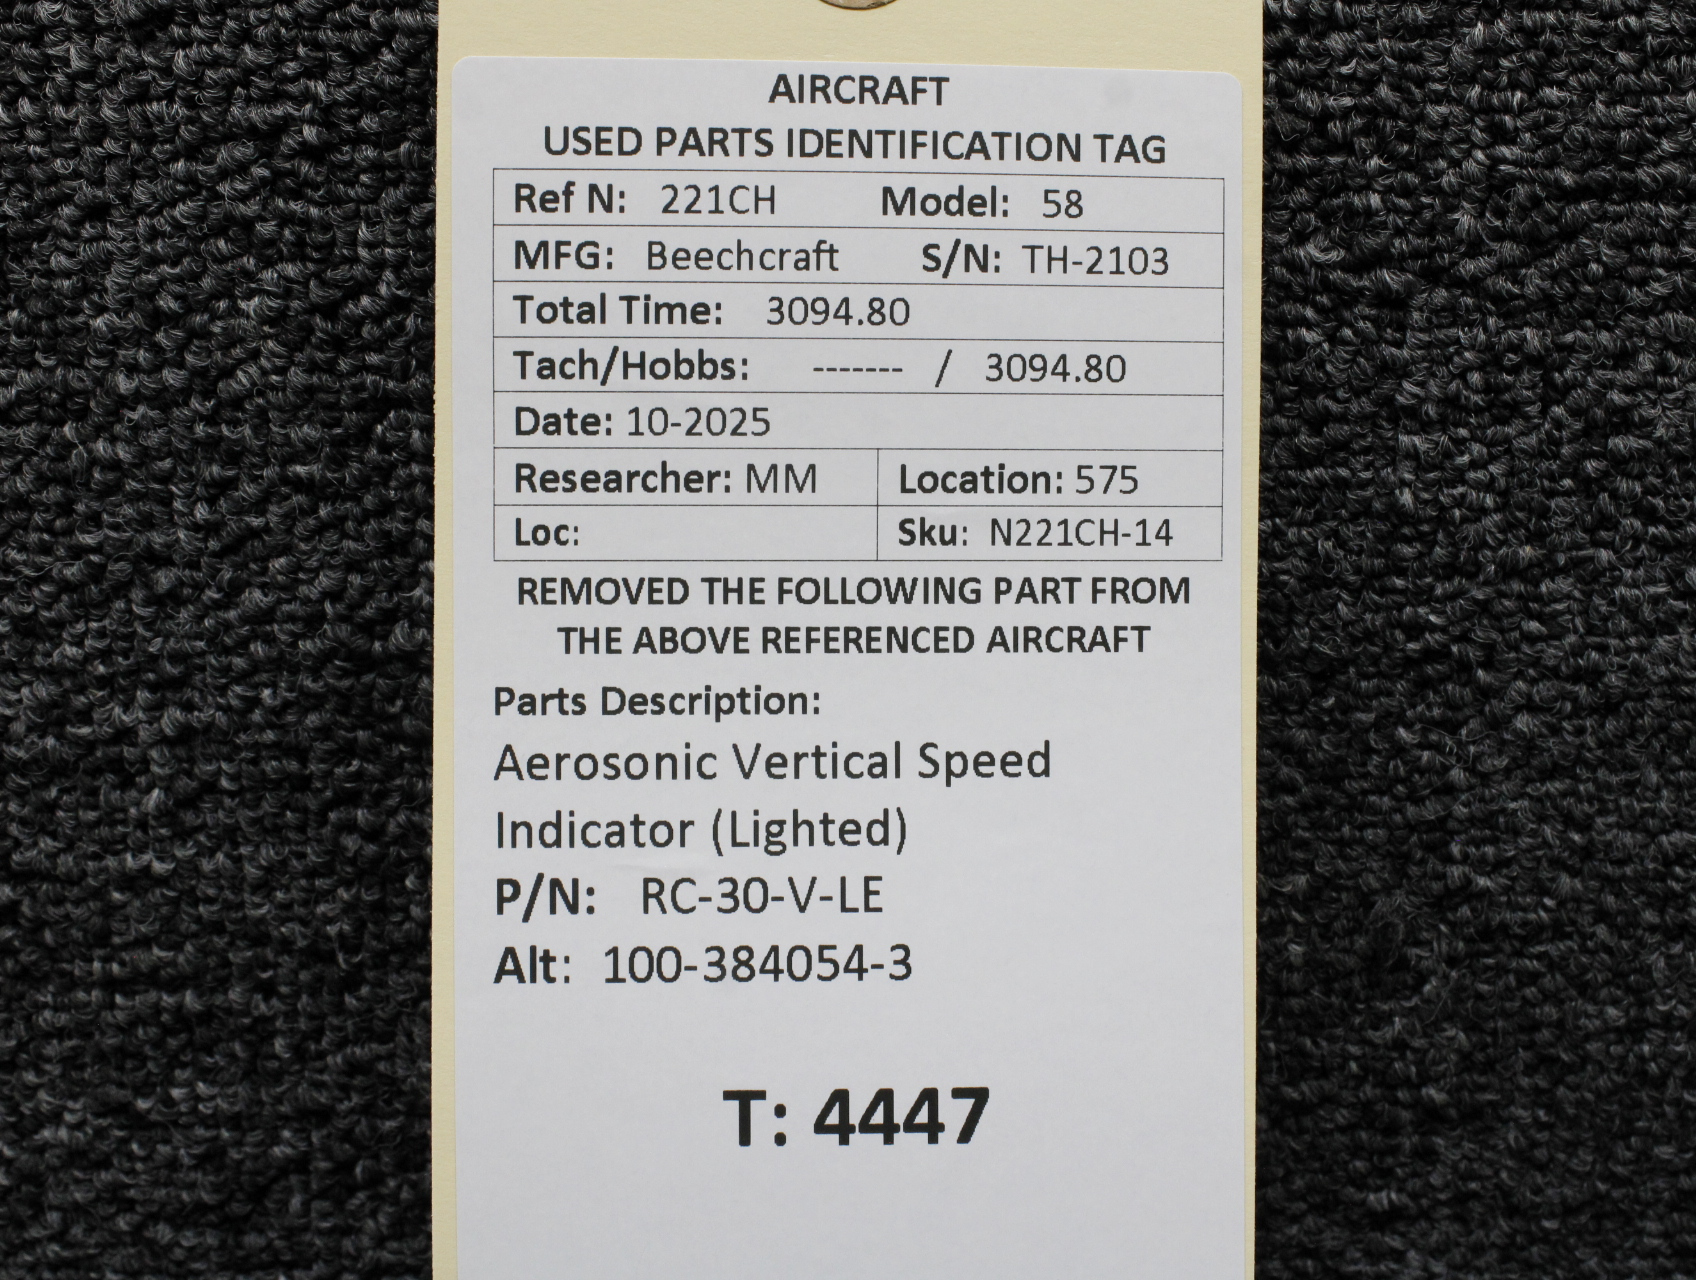 AIRCRAFT
USED PARTS IDENTIFICATION TAG
Ref N: 221CH Model: 58
MFG: Beechcraft S/N: TH-2103
Total Time: 3094.80
Tach/Hobbs: ------- / 3094.80
Date: 10-2025
Researcher: MM Location: 575
Loc: Sku: N221CH-14
REMOVED THE FOLLOWING PART FROM
THE ABOVE REFERENCED AIRCRAFT
Parts Description:
Aerosonic Vertical Speed
Indicator (Lighted)
P/N: RC-30-V-LE
Alt: 100-384054-3
T: 4447